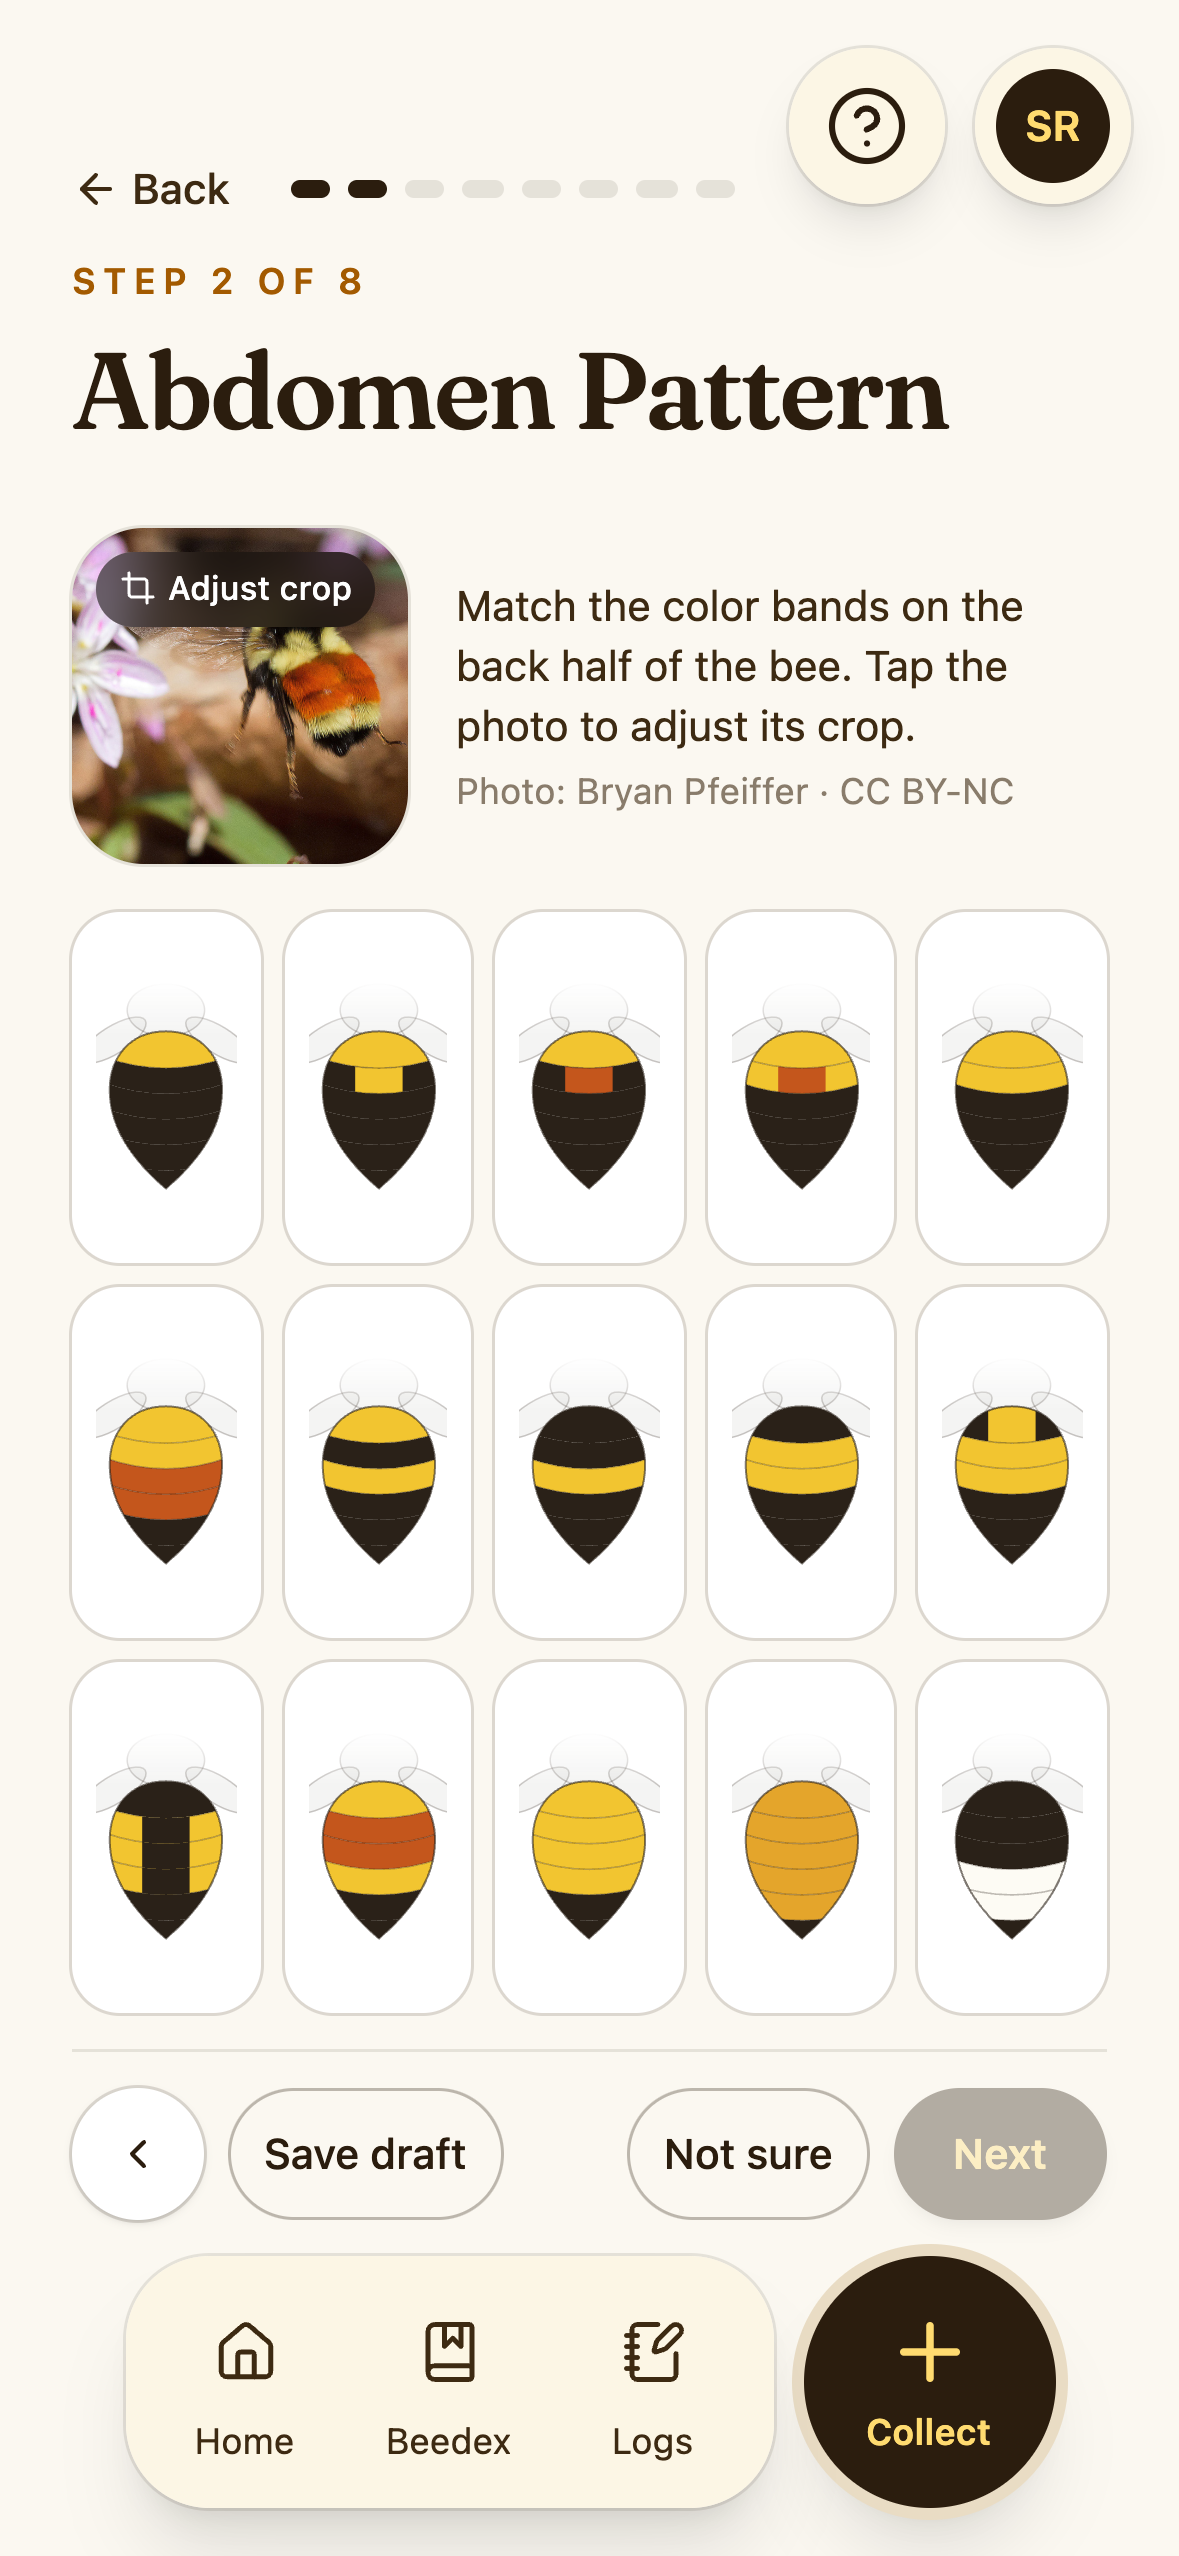 SR
Back
STEP 2 OF 8
Abdomen Pattern
Adjust crop
Match the color bands on the
back half of the bee. Tap the
photo to adjust its crop.
Photo: Bryan Pfeiffer · CC BY-NC
Save draft
Not sure
Next
Home
Beedex
Logs
Collect